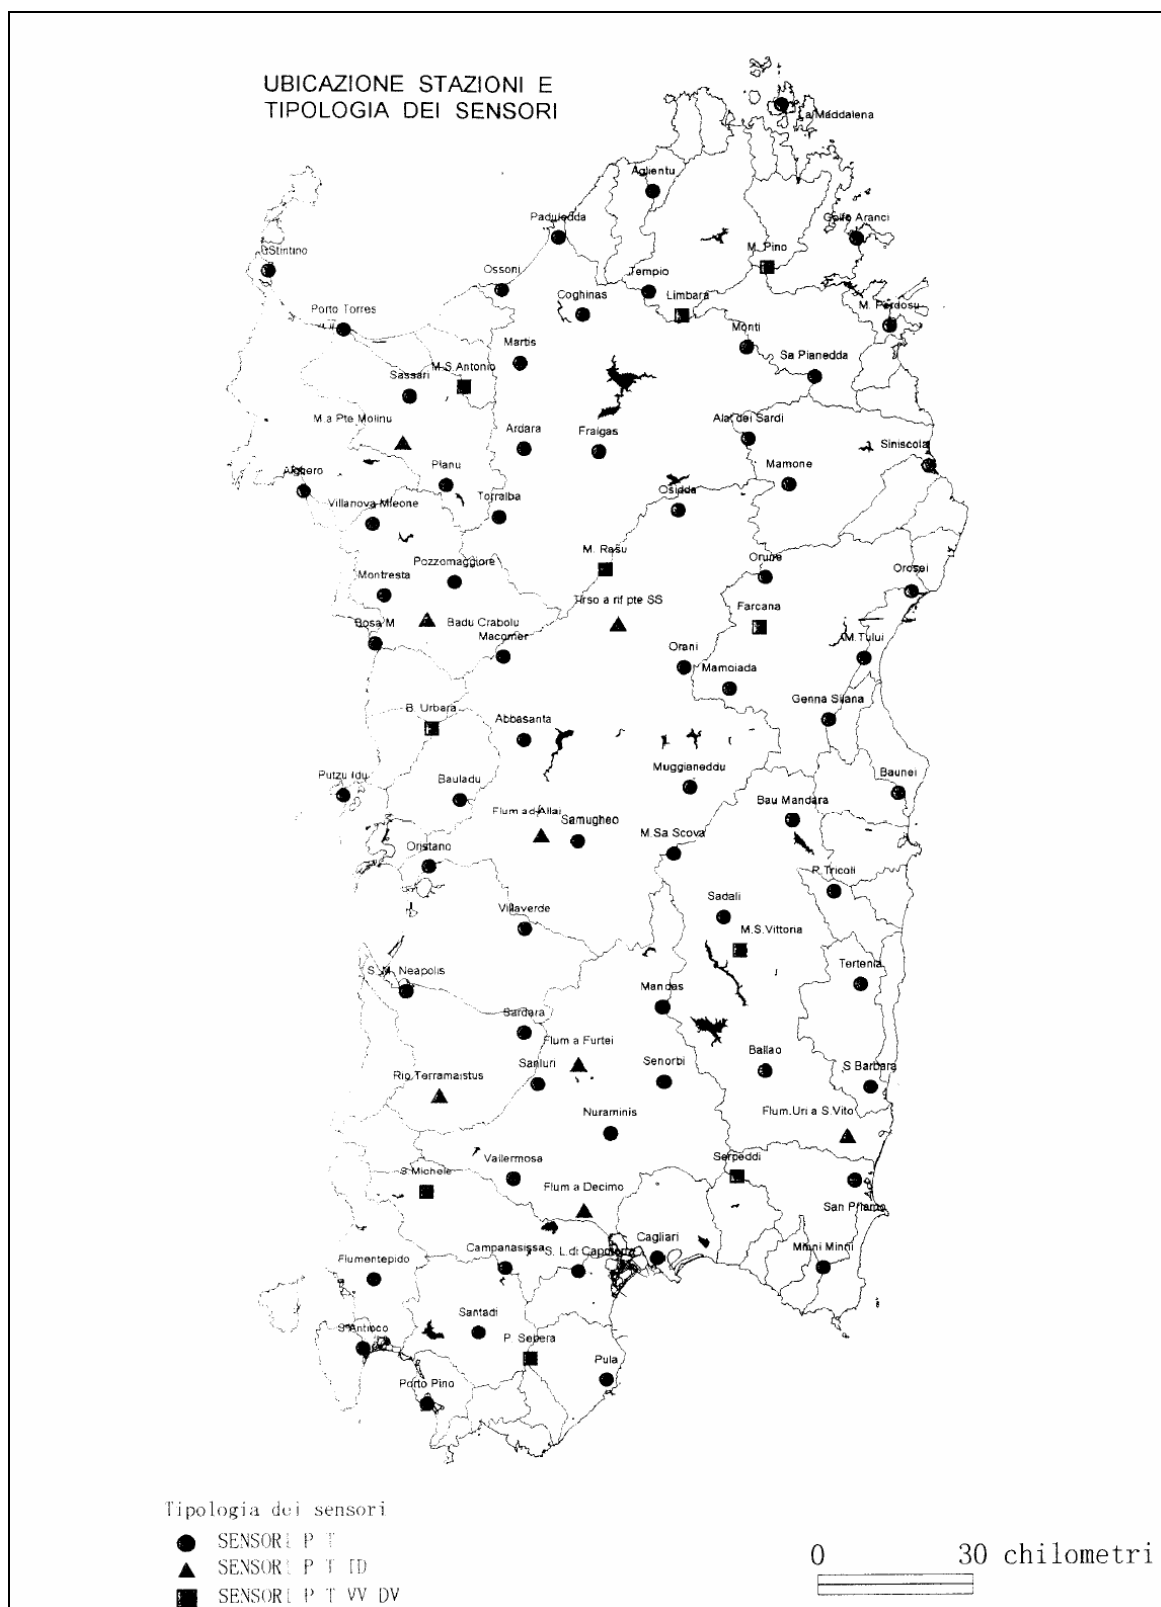 UBICAZIONE STAZIONI E
TIPOLOGIA DEI SENSORI
La Maddalena
Aglientu
Paduledda
Golfo Aranci
M. Pino
Stintino
Ossoni
Tempio
Coghinas
Limbara
Porto Torres
M. Perdosu
Monti
Martis
Sa Pianedda
M.S.Antonio
Sassari
M.a Pte Molinu
Ardara
Fraigas
Ala' dei Sardi
Siniscola
Planu
Mamone
Alghero
Torralba
Osidda
Villanova Mleone
M. Rasu
Orune
Pozzomaggiore
Montresta
Orosei
Tirso a rif pte SS
Farcana
Bosa M
Badu Crabolu
Macomer
M.Tului
Orani
Mamoiada
Genna Silana
B. Urbara
Abbasanta
Putzu Idu
Bauladu
Muggianeddu
Baunei
Bau Mandara
Flum ad Allai
Samugheo
M.Sa Scova
Oristano
P. Tricoli
Sadali
Villaverde
M.S.Vittoria
Tertenia
S. M. Neapolis
Mandas
Sardara
Flum a Furtei
Ballao
Sanluri
Senorbi
S Barbara
Rio Terramaistus
Nuraminis
Flum.Uri a S.Vito
Vallermosa
Serpeddi
S.Michele
Flum a Decimo
San Priamo
Cagliari
Campanasissa
S. L. di
Minni Minni
Flumentepido
Santadi
S.Antioco
P. Sebera
Pula
Porto Pino
Tipologia dei sensori
SENSORI P T
SENSORI P T ID
SENSORI P T VV DV
0 30 chilometri